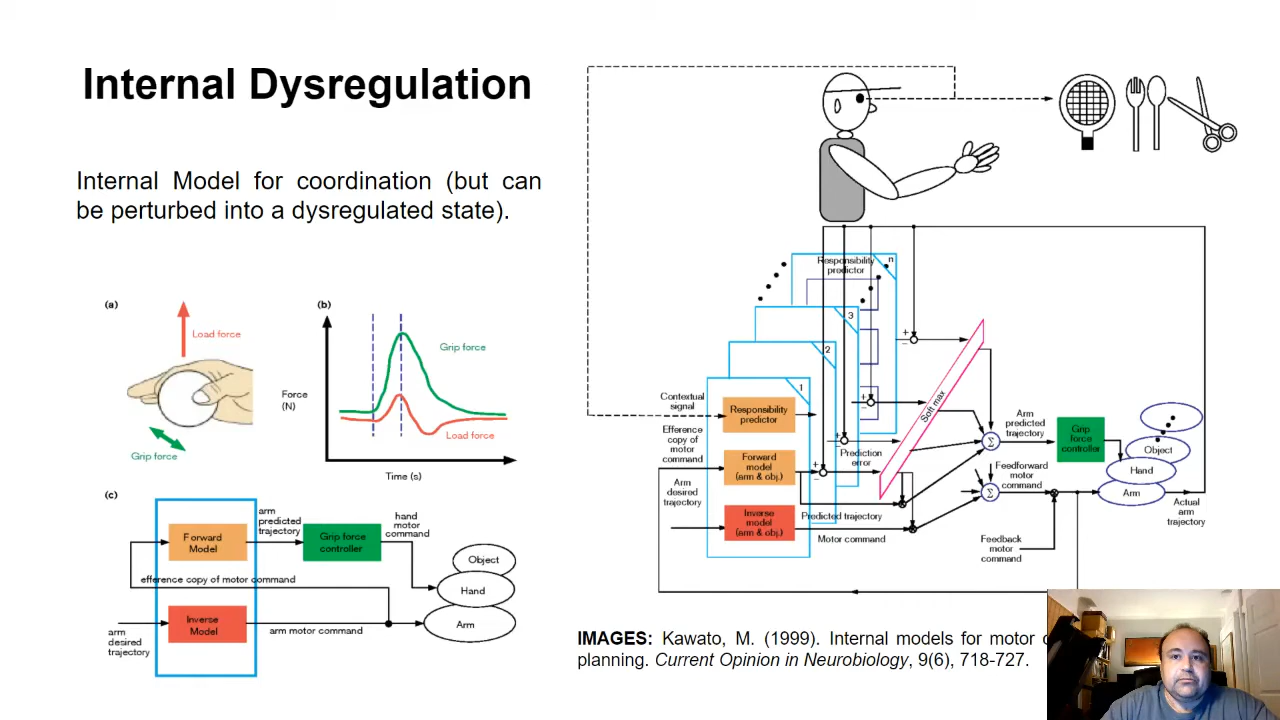 Internal Dysregulation
Internal Model for coordination (but can
be perturbed into a dysregulated state).
(a)
Load force
Grip force
(b)
Force
(N)
Grip force
Load force
Time (s)
(c)
Forward
Model
arm
predicted
trajectory
Grip force
controller
hand
motor
command
Object
Hand
Arm
efference copy of motor command
Inverse
Model
arm motor command
arm
desired
trajectory
Responsibility
predictor
n
3
2
1
Contextual
signal
Responsibility
predictor
Efference
copy of
motor
command
Forward
model
(arm & obj.)
Arm
desired
trajectory
Inverse
model
(arm & obj.)
+
−
+
−
+
−
+
−
Prediction
error
Predicted trajectory
Motor command
Soft max
Σ
Σ
Arm
predicted
trajectory
Feedforward
motor
command
Feedback
motor
command
Grip
force
controller
Object
Hand
Arm
Actual
arm
trajectory
IMAGES: Kawato, M. (1999). Internal models for motor
planning. Current Opinion in Neurobiology, 9(6), 718-727.